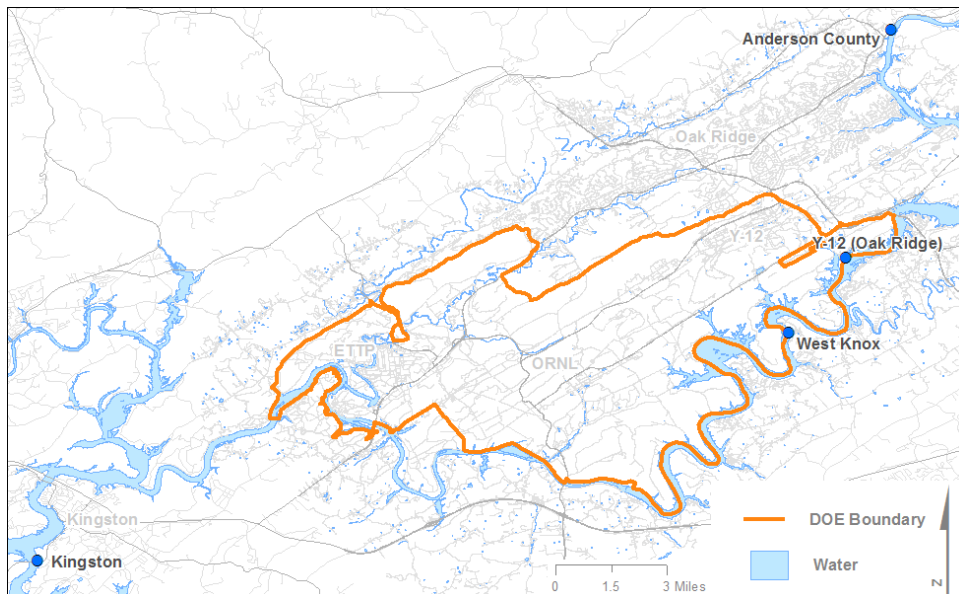 Anderson County
Oak Ridge
Y-12
Y-12 (Oak Ridge)
West Knox
ETTP
ORNL
Kingston
Kingston
DOE Boundary
Water
0 1.5 3 Miles
N